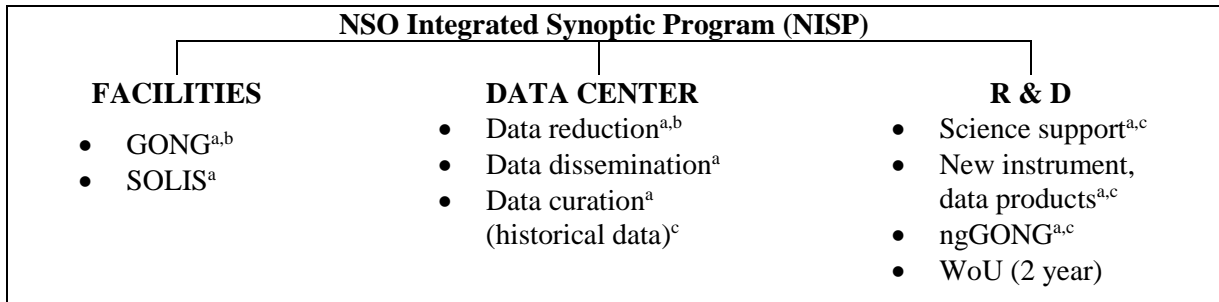 NSO Integrated Synoptic Program (NISP)
FACILITIES
• GONGa,b
• SOLISa
DATA CENTER
• Data reductiona,b
• Data disseminationa
• Data curationa
(historical data)c
R & D
• Science supporta,c
• New instrument,
data productsa,c
• ngGONGa,c
• WoU (2 year)